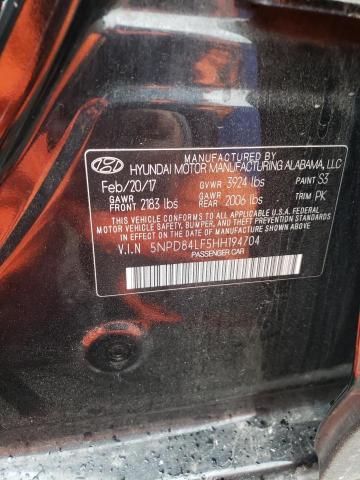 MANUFACTURED BY
HYUNDAI MOTOR MANUFACTURING ALABAMA, LLC
Feb/20/17 GVWR 3924 lbs PAINT S3
GAWR FRONT 2183 lbs GAWR REAR 2006 lbs TRIM PK
THIS VEHICLE CONFORMS TO ALL APPLICABLE U.S.A FEDERAL
MOTOR VEHICLE SAFETY, BUMPER, AND THEFT PREVENTION
STANDARDS IN EFFECT ON THE DATE OF MANUFACTURE SHOWN ABOVE.
V.I.N 5NPD84LF5HH194704
PASSENGER CAR